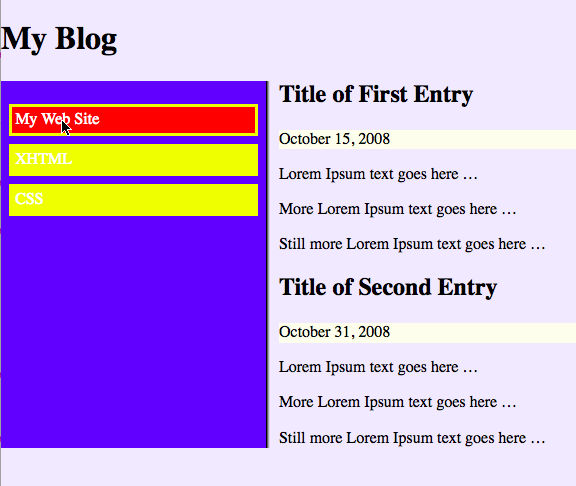 My Blog
My Web Site
XHTML
CSS
Title of First Entry
October 15, 2008
Lorem Ipsum text goes here …
More Lorem Ipsum text goes here …
Still more Lorem Ipsum text goes here …
Title of Second Entry
October 31, 2008
Lorem Ipsum text goes here …
More Lorem Ipsum text goes here …
Still more Lorem Ipsum text goes here …